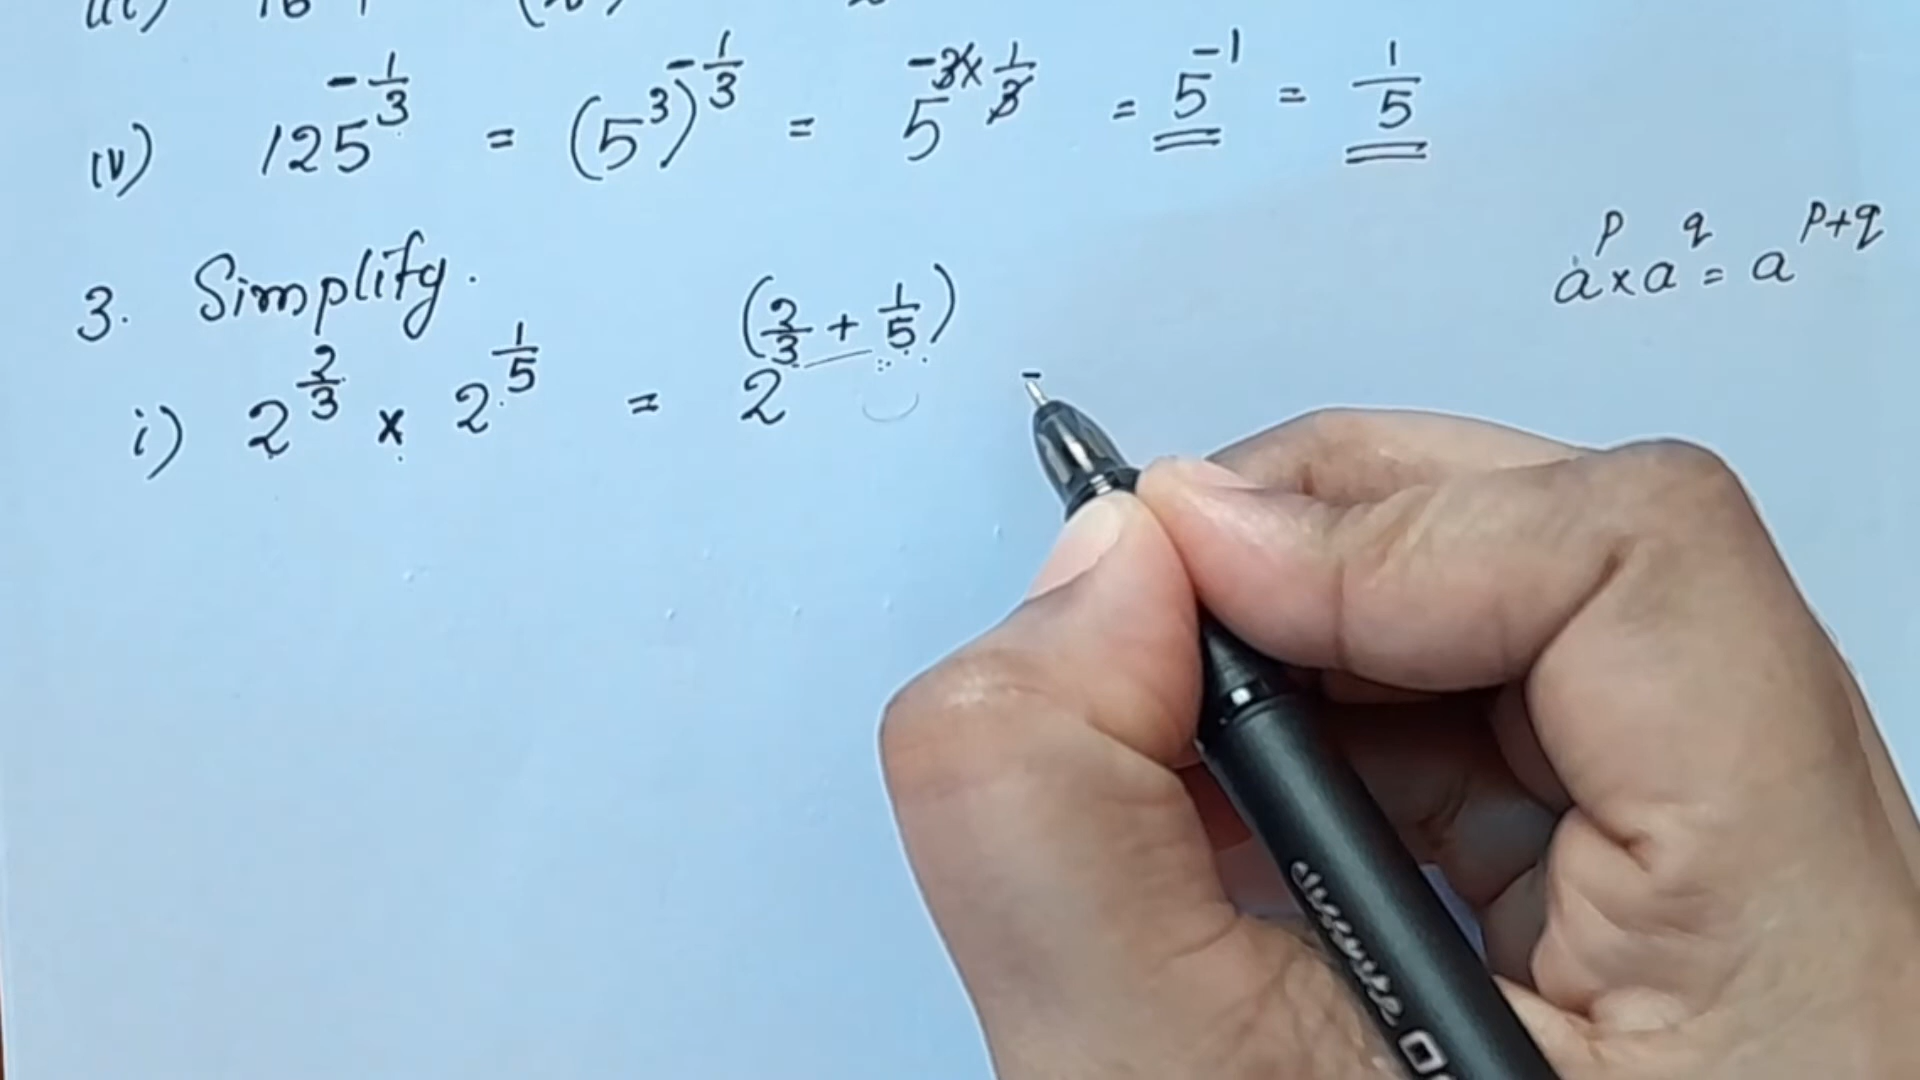 iv) 125^(-1/3) = (5^3)^(-1/3) = 5^(-3×1/3) = 5^(-1) = 1/5
a^p × a^q = a^(p+q)
3. Simplify.
i) 2^(2/3) × 2^(1/5) = 2^(2/3 + 1/5)